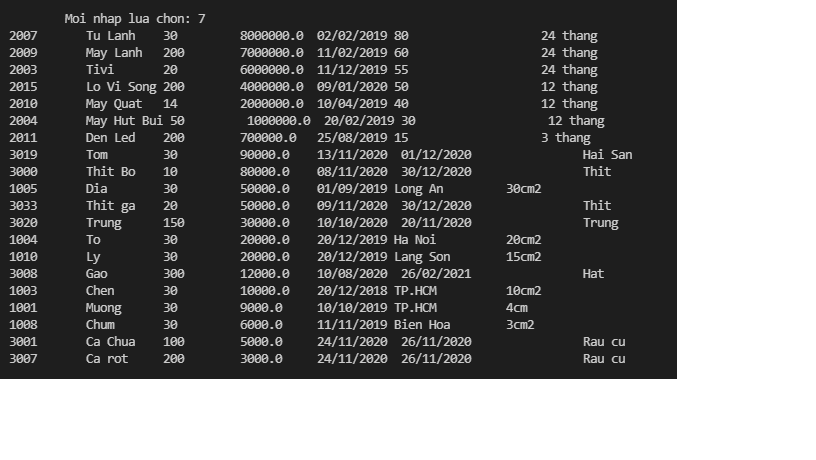 Moi nhap lua chon: 7
2007 Tu Lanh 30 8000000.0 02/02/2019 80 24 thang
2009 May Lanh 200 7000000.0 11/02/2019 60 24 thang
2003 Tivi 20 6000000.0 11/12/2019 55 24 thang
2015 Lo Vi Song 200 4000000.0 09/01/2020 50 12 thang
2010 May Quat 14 2000000.0 10/04/2019 40 12 thang
2004 May Hut Bui 50 1000000.0 20/02/2019 30 12 thang
2011 Den Led 200 700000.0 25/08/2019 15 3 thang
3019 Tom 30 90000.0 13/11/2020 01/12/2020 Hai San
3000 Thit Bo 10 80000.0 08/11/2020 30/12/2020 Thit
1005 Dia 30 50000.0 01/09/2019 Long An 30cm2
3033 Thit ga 20 50000.0 09/11/2020 30/12/2020 Thit
3020 Trung 150 30000.0 10/10/2020 20/11/2020 Trung
1004 To 30 20000.0 20/12/2019 Ha Noi 20cm2
1010 Ly 30 20000.0 20/12/2019 Lang Son 15cm2
3008 Gao 300 12000.0 10/08/2020 26/02/2021 Hat
1003 Chen 30 10000.0 20/12/2018 TP.HCM 10cm2
1001 Muong 30 9000.0 10/10/2019 TP.HCM 4cm
1008 Chum 30 6000.0 11/11/2019 Bien Hoa 3cm2
3001 Ca Chua 100 5000.0 24/11/2020 26/11/2020 Rau cu
3007 Ca rot 200 3000.0 24/11/2020 26/11/2020 Rau cu